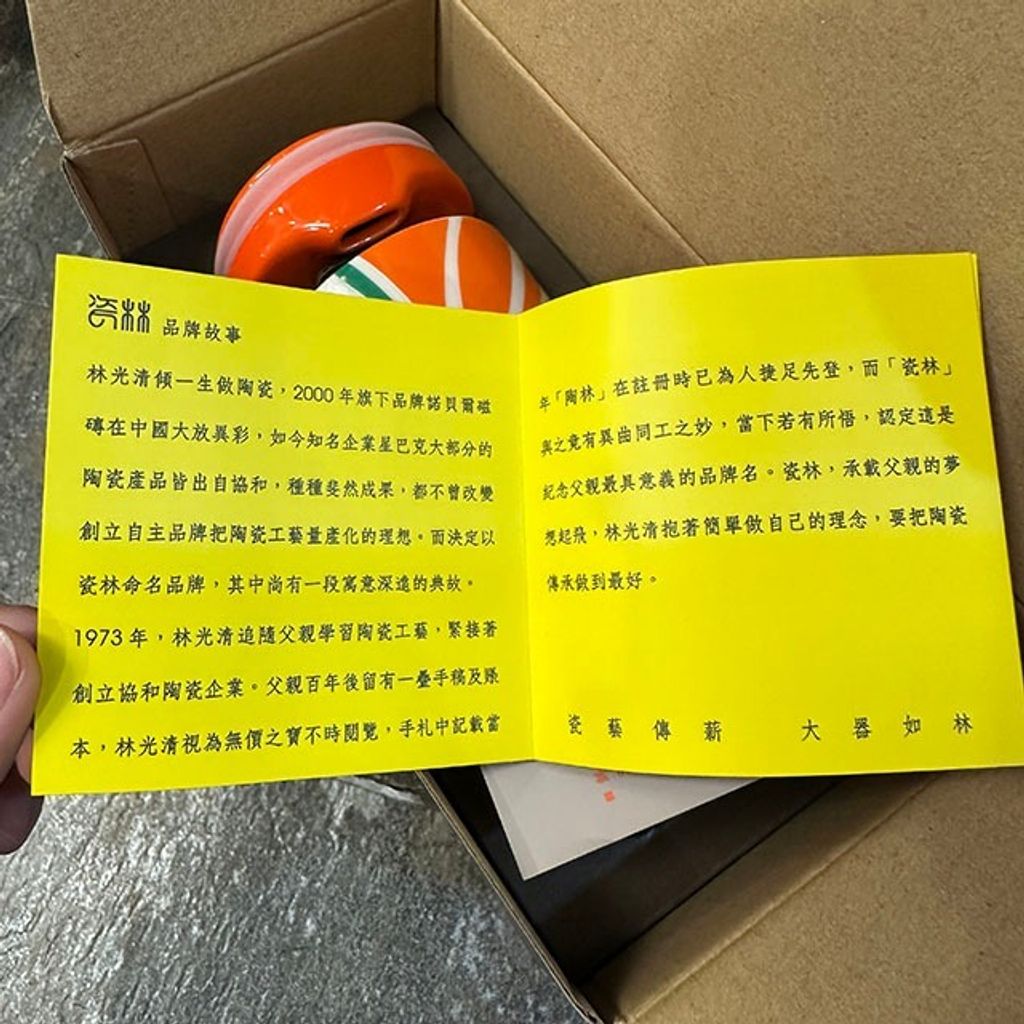 瓷林 品牌故事
林光清傾一生做陶瓷，2000年旗下品牌諾貝爾磁
磚在中國大放異彩，如今知名企業星巴克大部分的
陶瓷產品皆出自協和，種種斐然成果，都不曾改變
創立自主品牌把陶瓷工藝量產化的理想。而決定以
瓷林命名品牌，其中尚有一段寓意深遠的典故。
1973年，林光清追隨父親學習陶瓷工藝，緊接著
創立協和陶瓷企業。父親百年後留有一疊手稿及賬
本，林光清視為無價之寶不時閱覽，手札中記載當
年「陶林」在註冊時已為人捷足先登，而「瓷林」
與之竟有異曲同工之妙，當下若有所悟，認定這是
紀念父親最具意義的品牌名。瓷林，承載父親的夢
想起飛，林光清抱著簡單做自己的理念，要把陶瓷
傳承做到最好。
瓷藝傳薪 大器如林